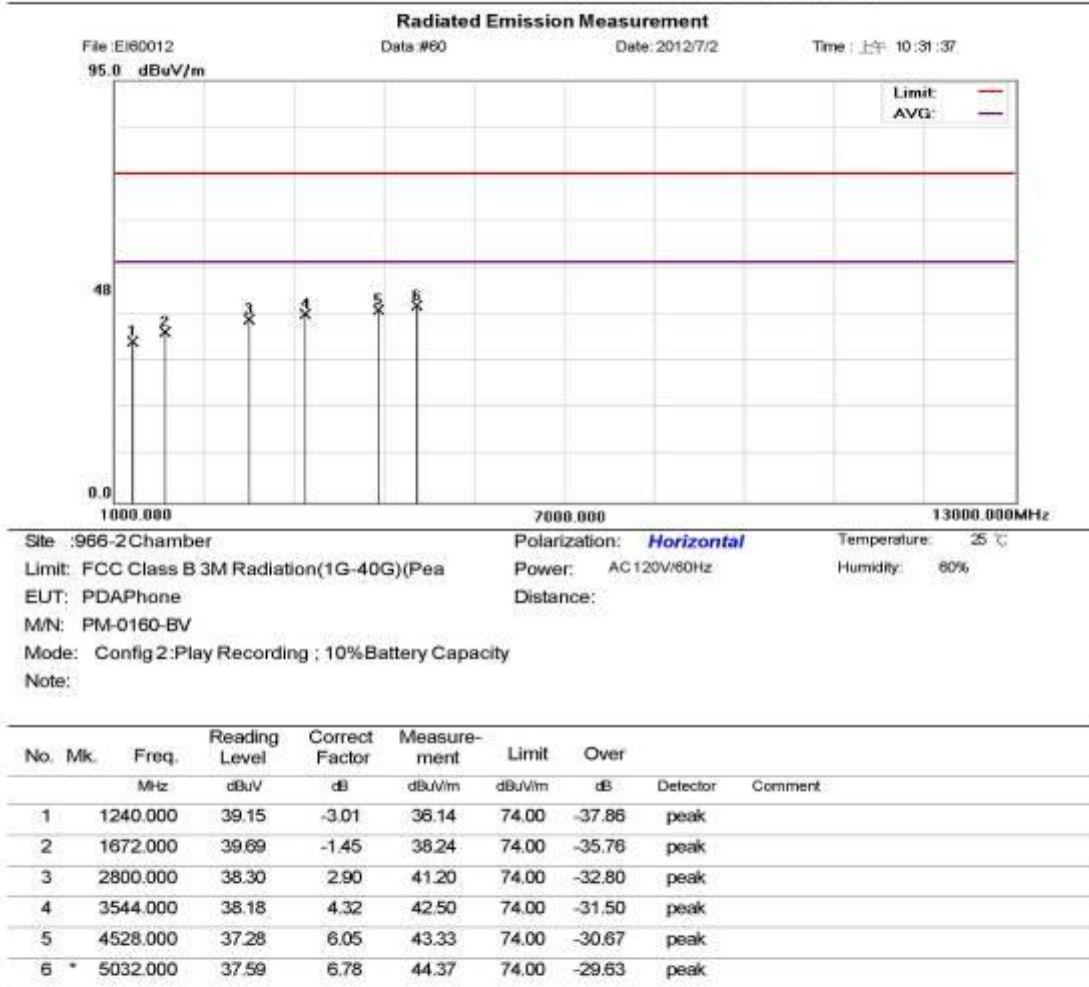 Radiated Emission Measurement
File :EI60012 Data :#60 Date: 2012/7/2 Time : 上午 10:31:37
95.0 dBuV/m
Limit:
AVG:
48
1 2 3 4 5 6
0.0
1000.000 7000.000 13000.000MHz
Site :966-2Chamber Polarization: Horizontal Temperature: 25 ℃
Limit: FCC Class B 3M Radiation(1G-40G)(Pea Power: AC120V/60Hz Humidity: 60%
EUT: PDAPhone Distance:
M/N: PM-0160-BV
Mode: Config 2:Play Recording ; 10%Battery Capacity
Note:
No. Mk. Freq. Reading Level Correct Factor Measure-ment Limit Over
MHz dBuV dB dBuV/m dBuV/m dB Detector Comment
1 1240.000 39.15 -3.01 36.14 74.00 -37.86 peak
2 1672.000 39.69 -1.45 38.24 74.00 -35.76 peak
3 2800.000 38.30 2.90 41.20 74.00 -32.80 peak
4 3544.000 38.18 4.32 42.50 74.00 -31.50 peak
5 4528.000 37.28 6.05 43.33 74.00 -30.67 peak
6 * 5032.000 37.59 6.78 44.37 74.00 -29.63 peak